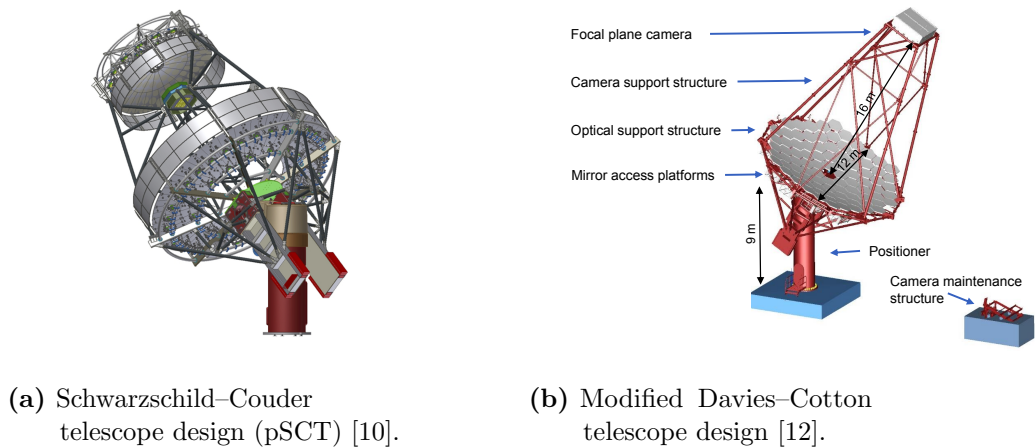 Focal plane camera
Camera support structure
Optical support structure
Mirror access platforms
16 m
12 m
9 m
Positioner
Camera maintenance
structure
(a) Schwarzschild–Couder
telescope design (pSCT) [10].
(b) Modified Davies–Cotton
telescope design [12].